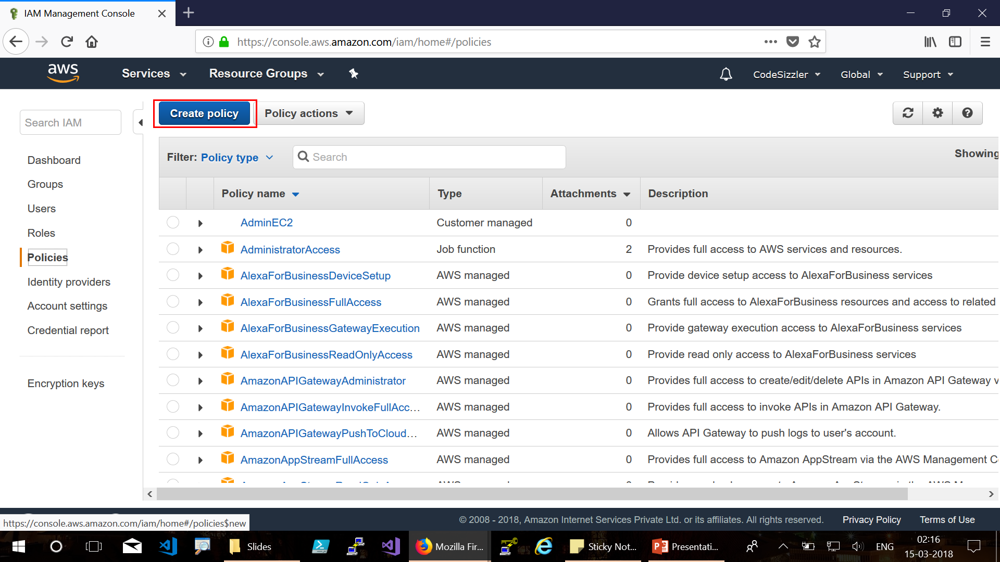 IAM Management Console
https://console.aws.amazon.com/iam/home#/policies
aws Services Resource Groups CodeSizzler Global Support
Search IAM
Create policy Policy actions
Filter: Policy type Search Showing
Policy name Type Attachments Description
Dashboard
Groups
Users
Roles
Policies
Identity providers
Account settings
Credential report
Encryption keys
AdminEC2 Customer managed 0
AdministratorAccess Job function 2 Provides full access to AWS services and resources.
AlexaForBusinessDeviceSetup AWS managed 0 Provide device setup access to AlexaForBusiness services
AlexaForBusinessFullAccess AWS managed 0 Grants full access to AlexaForBusiness resources and access to related
AlexaForBusinessGatewayExecution AWS managed 0 Provide gateway execution access to AlexaForBusiness services
AlexaForBusinessReadOnlyAccess AWS managed 0 Provide read only access to AlexaForBusiness services
AmazonAPIGatewayAdministrator AWS managed 0 Provides full access to create/edit/delete APIs in Amazon API Gateway v
AmazonAPIGatewayInvokeFullAcc… AWS managed 0 Provides full access to invoke APIs in Amazon API Gateway.
AmazonAPIGatewayPushToCloud… AWS managed 0 Allows API Gateway to push logs to user's account.
AmazonAppStreamFullAccess AWS managed 0 Provides full access to Amazon AppStream via the AWS Management C
https://console.aws.amazon.com/iam/home#/policies$new
© 2008 - 2018, Amazon Internet Services Private Ltd. or its affiliates. All rights reserved. Privacy Policy Terms of Use
Slides Mozilla Fir... Sticky Not... Presentati... ENG 02:16
15-03-2018